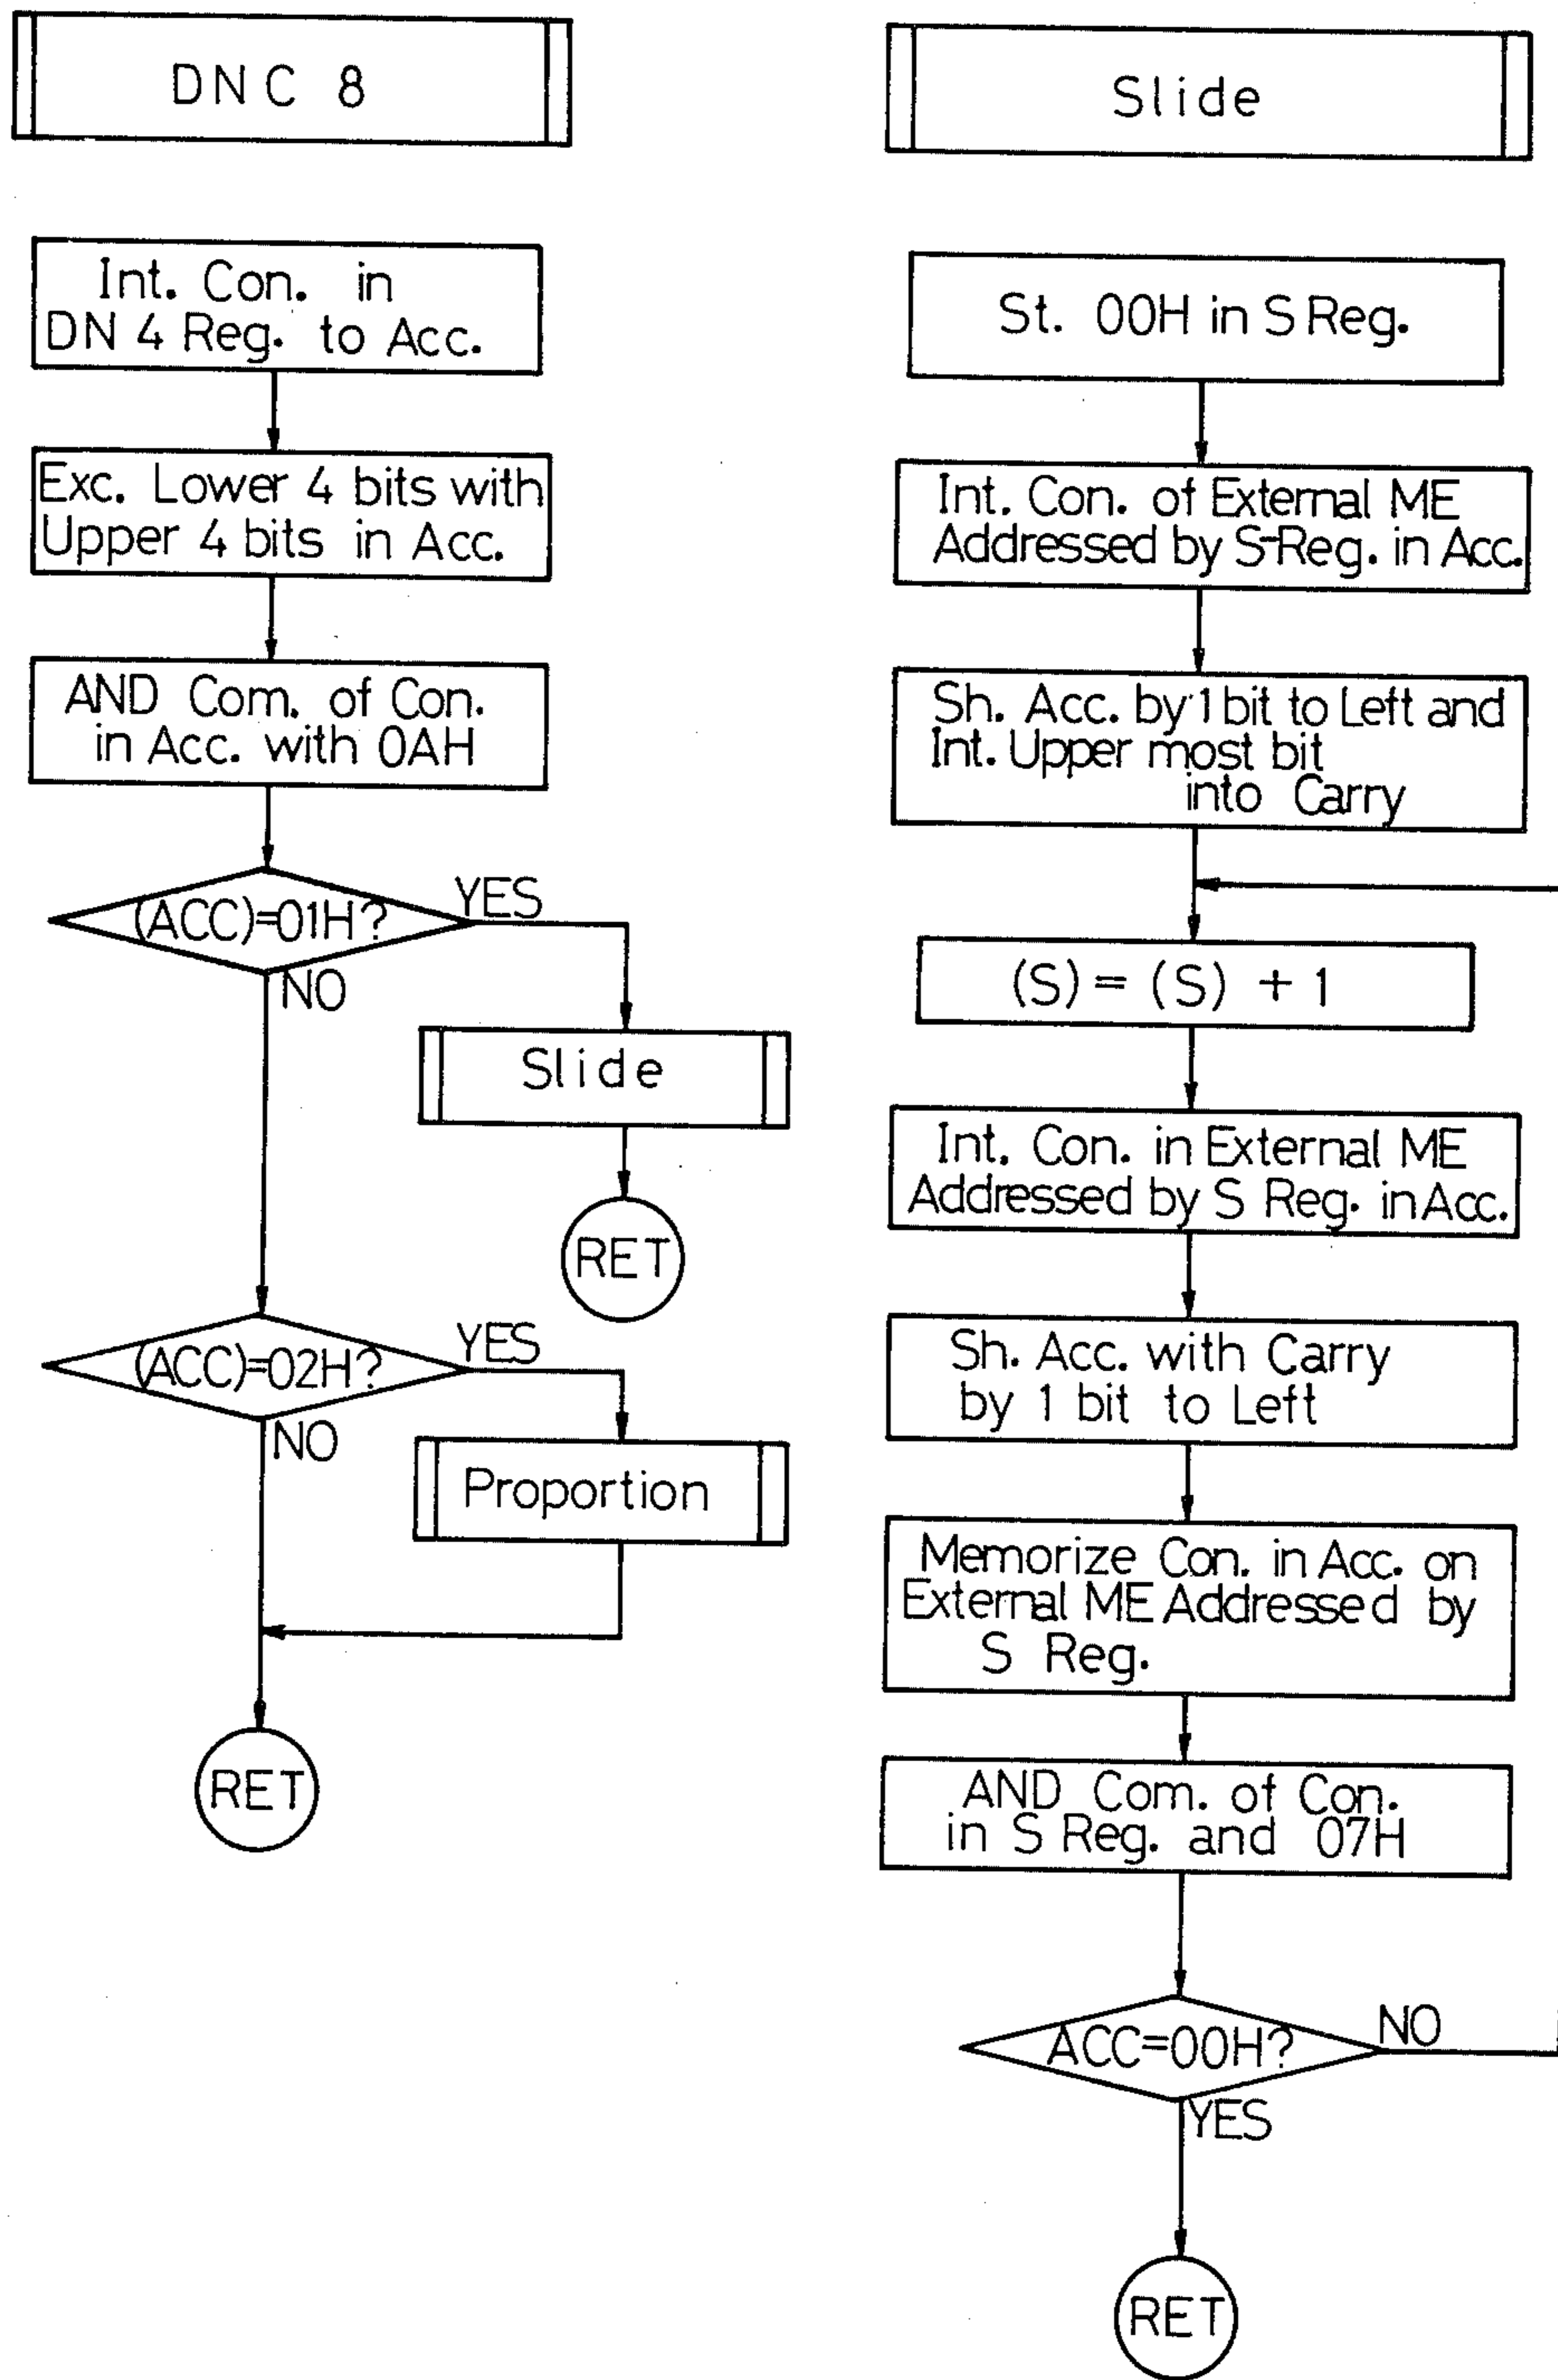 DNC 8
Int. Con. in
DN 4 Reg. to Acc.
Exc. Lower 4 bits with
Upper 4 bits in Acc.
AND Com. of Con.
in Acc. with 0AH
(ACC)=01H?
YES
NO
Slide
RET
(ACC)=02H?
YES
NO
Proportion
RET
Slide
St. 00H in S Reg.
Int. Con. of External ME
Addressed by S-Reg. in Acc.
Sh. Acc. by 1 bit to Left and
Int. Upper most bit
into Carry
(S) = (S) + 1
Int. Con. in External ME
Addressed by S Reg. in Acc.
Sh. Acc. with Carry
by 1 bit to Left
Memorize Con. in Acc. on
External ME Addressed by
S Reg.
AND Com. of Con.
in S Reg. and 07H
ACC=00H?
NO
YES
RET